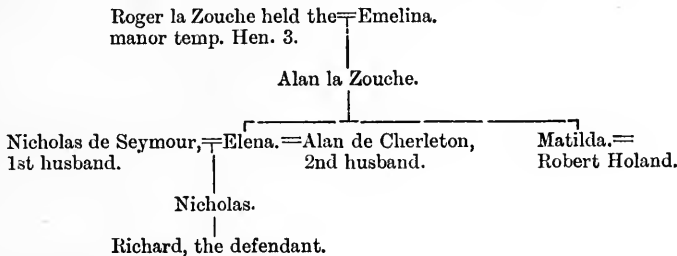 Roger la Zouche held the=Emelina.
manor temp. Hen. 3.
Alan la Zouche.
Nicholas de Seymour,=Elena.=Alan de Cherleton,
1st husband.
2nd husband.
Matilda.=
Robert Holand.
Nicholas.
Richard, the defendant.